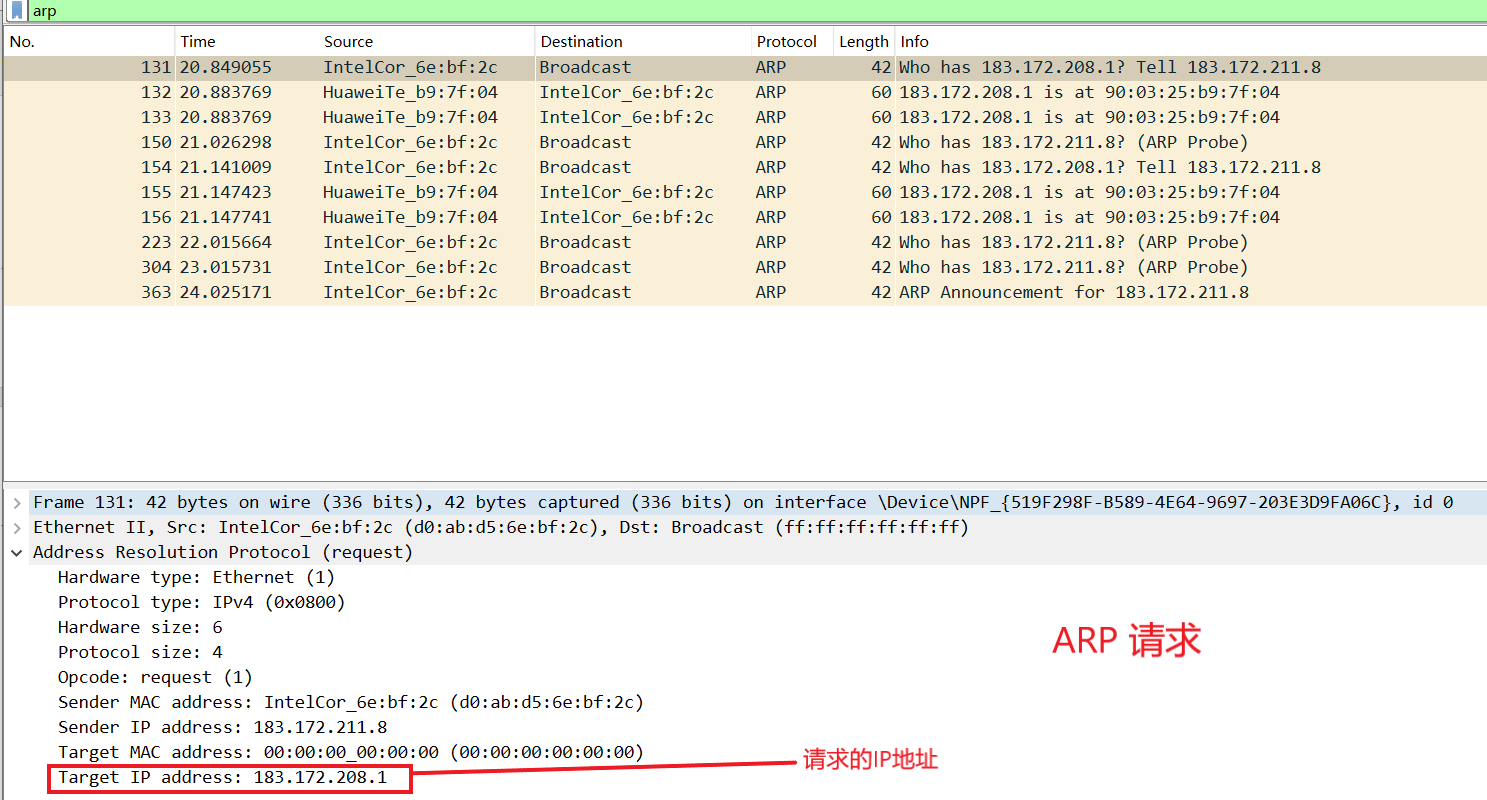 arp
No. Time Source Destination Protocol Length Info
131 20.849055 IntelCor_6e:bf:2c Broadcast ARP 42 Who has 183.172.208.1? Tell 183.172.211.8
132 20.883769 HuaweiTe_b9:7f:04 IntelCor_6e:bf:2c ARP 60 183.172.208.1 is at 90:03:25:b9:7f:04
133 20.883769 HuaweiTe_b9:7f:04 IntelCor_6e:bf:2c ARP 60 183.172.208.1 is at 90:03:25:b9:7f:04
150 21.026298 IntelCor_6e:bf:2c Broadcast ARP 42 Who has 183.172.211.8? (ARP Probe)
154 21.141009 IntelCor_6e:bf:2c Broadcast ARP 42 Who has 183.172.208.1? Tell 183.172.211.8
155 21.147423 HuaweiTe_b9:7f:04 IntelCor_6e:bf:2c ARP 60 183.172.208.1 is at 90:03:25:b9:7f:04
156 21.147741 HuaweiTe_b9:7f:04 IntelCor_6e:bf:2c ARP 60 183.172.208.1 is at 90:03:25:b9:7f:04
223 22.015664 IntelCor_6e:bf:2c Broadcast ARP 42 Who has 183.172.211.8? (ARP Probe)
304 23.015731 IntelCor_6e:bf:2c Broadcast ARP 42 Who has 183.172.211.8? (ARP Probe)
363 24.025171 IntelCor_6e:bf:2c Broadcast ARP 42 ARP Announcement for 183.172.211.8
Frame 131: 42 bytes on wire (336 bits), 42 bytes captured (336 bits) on interface \Device\NPF_{519F298F-B589-4E64-9697-203E3D9FA06C}, id 0
Ethernet II, Src: IntelCor_6e:bf:2c (d0:ab:d5:6e:bf:2c), Dst: Broadcast (ff:ff:ff:ff:ff:ff)
Address Resolution Protocol (request)
Hardware type: Ethernet (1)
Protocol type: IPv4 (0x0800)
Hardware size: 6
Protocol size: 4
Opcode: request (1)
Sender MAC address: IntelCor_6e:bf:2c (d0:ab:d5:6e:bf:2c)
Sender IP address: 183.172.211.8
Target MAC address: 00:00:00_00:00:00 (00:00:00:00:00:00)
Target IP address: 183.172.208.1
ARP 请求
请求的IP地址